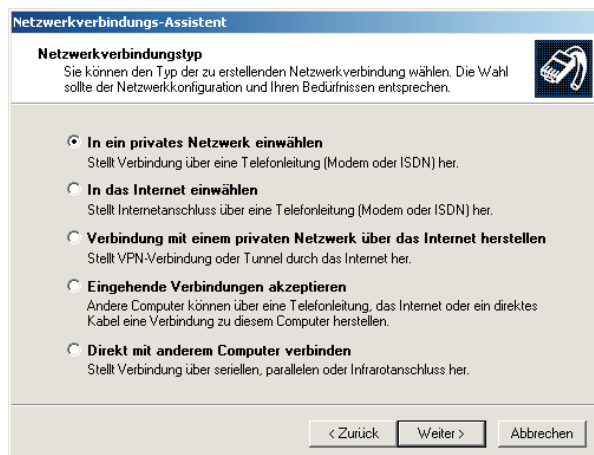 Netzwerkverbindungs-Assistent
Netzwerkverbindungstyp
Sie können den Typ der zu erstellenden Netzwerkverbindung wählen. Die Wahl
sollte der Netzwerkkonfiguration und Ihren Bedürfnissen entsprechen.
In ein privates Netzwerk einwählen
Stellt Verbindung über eine Telefonleitung (Modem oder ISDN) her.
In das Internet einwählen
Stellt Internetanschluss über eine Telefonleitung (Modem oder ISDN) her.
Verbindung mit einem privaten Netzwerk über das Internet herstellen
Stellt VPN-Verbindung oder Tunnel durch das Internet her.
Eingehende Verbindungen akzeptieren
Andere Computer können über eine Telefonleitung, das Internet oder ein direktes
Kabel eine Verbindung zu diesem Computer herstellen.
Direkt mit anderem Computer verbinden
Stellt Verbindung über seriellen, parallelen oder Infrarotanschluss her.
< Zurück Weiter > Abbrechen